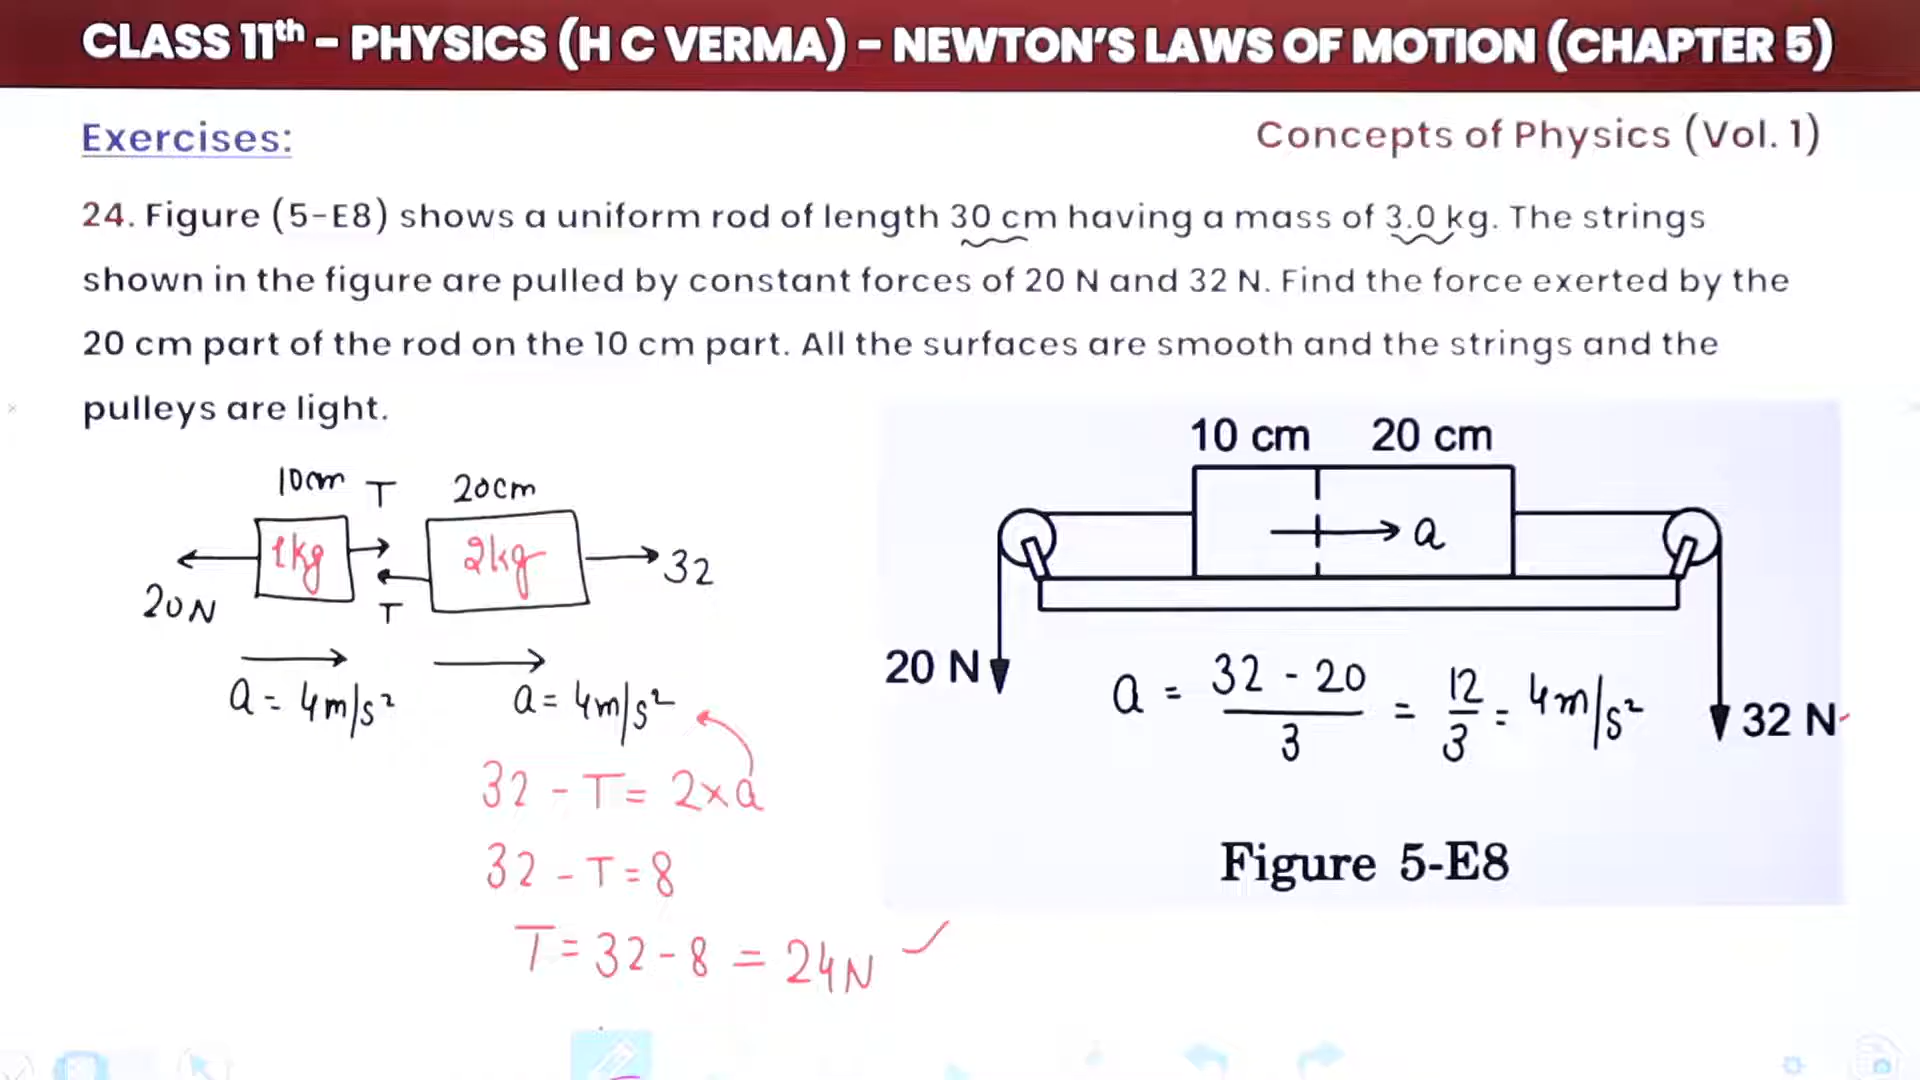 CLASS 11th – PHYSICS (H C VERMA) – NEWTON'S LAWS OF MOTION (CHAPTER 5)
Exercises:
Concepts of Physics (Vol. 1)
24. Figure (5-E8) shows a uniform rod of length 30 cm having a mass of 3.0 kg. The strings
shown in the figure are pulled by constant forces of 20 N and 32 N. Find the force exerted by the
20 cm part of the rod on the 10 cm part. All the surfaces are smooth and the strings and the
pulleys are light.
10cm T 20cm
1kg 2kg
20N T 32
a = 4m/s²
a = 4m/s²
32 - T = 2×a
32 - T = 8
T = 32 - 8 = 24N
10 cm 20 cm
a
20 N
32 N
a = (32 - 20)/3 = 12/3 = 4m/s²
Figure 5-E8